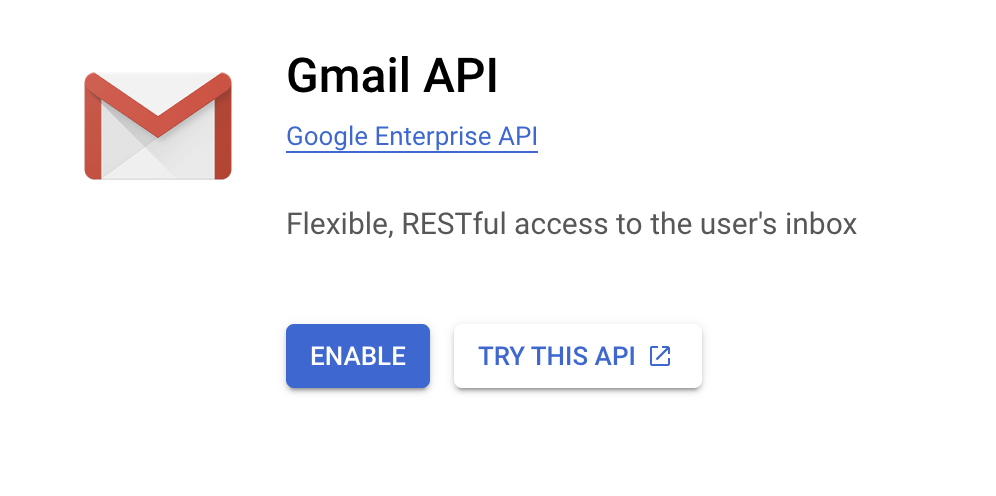 Gmail API
Google Enterprise API
Flexible, RESTful access to the user's inbox
ENABLE
TRY THIS API